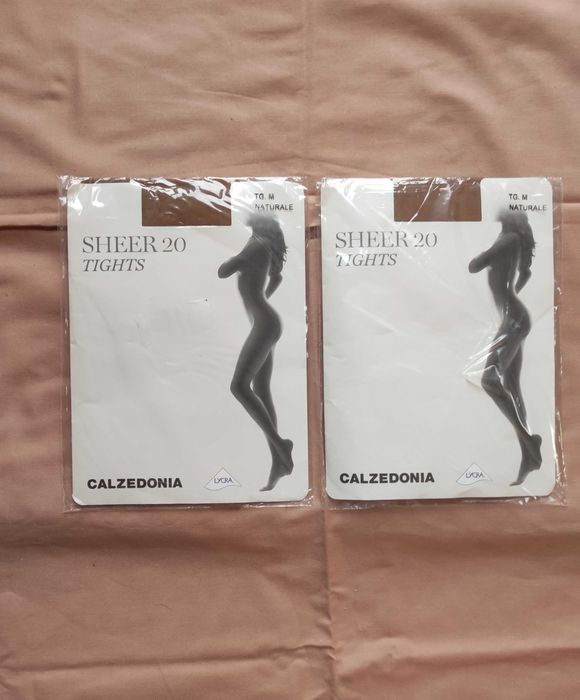 TG. M
NATURALE
SHEER 20
TIGHTS
CALZEDONIA
LYCRA
TG. M
NATURALE
SHEER 20
TIGHTS
CALZEDONIA
LYCRA